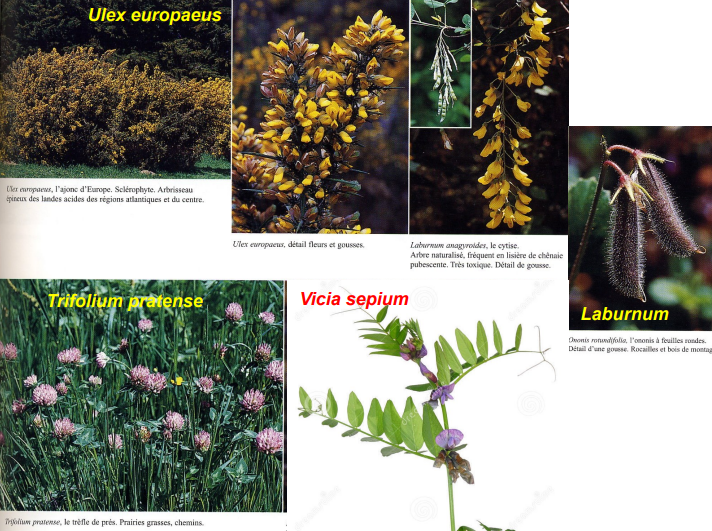 Ulex europaeus
Ulex europaeus, l'ajonc d'Europe. Sclérophyte. Arbrisseau
épineux des landes acides des régions atlantiques et du centre.
Ulex europaeus, détail fleurs et gousses.
Laburnum anagyroides, le cytise.
Arbre naturalisé, fréquent en lisière de chênaie
pubescente. Très toxique. Détail de gousse.
Laburnum
Ononis rotundifolia, l'ononis à feuilles rondes.
Détail d'une gousse. Rocailles et bois de montag
Trifolium pratense
Trifolium pratense, le trèfle de prés. Prairies grasses, chemins.
Vicia sepium